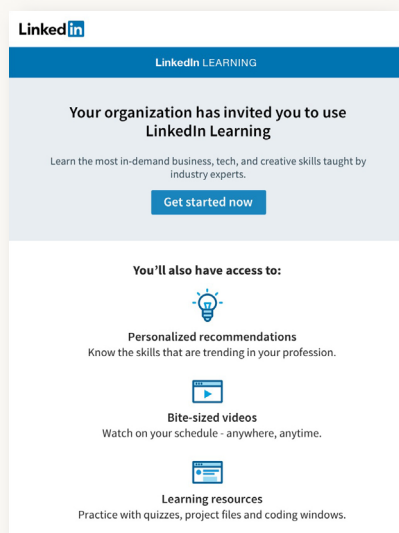 Linked in
LinkedIn LEARNING
Your organization has invited you to use
LinkedIn Learning
Learn the most in-demand business, tech, and creative skills taught by
industry experts.
Get started now
You’ll also have access to:
Personalized recommendations
Know the skills that are trending in your profession.
Bite-sized videos
Watch on your schedule - anywhere, anytime.
Learning resources
Practice with quizzes, project files and coding windows.